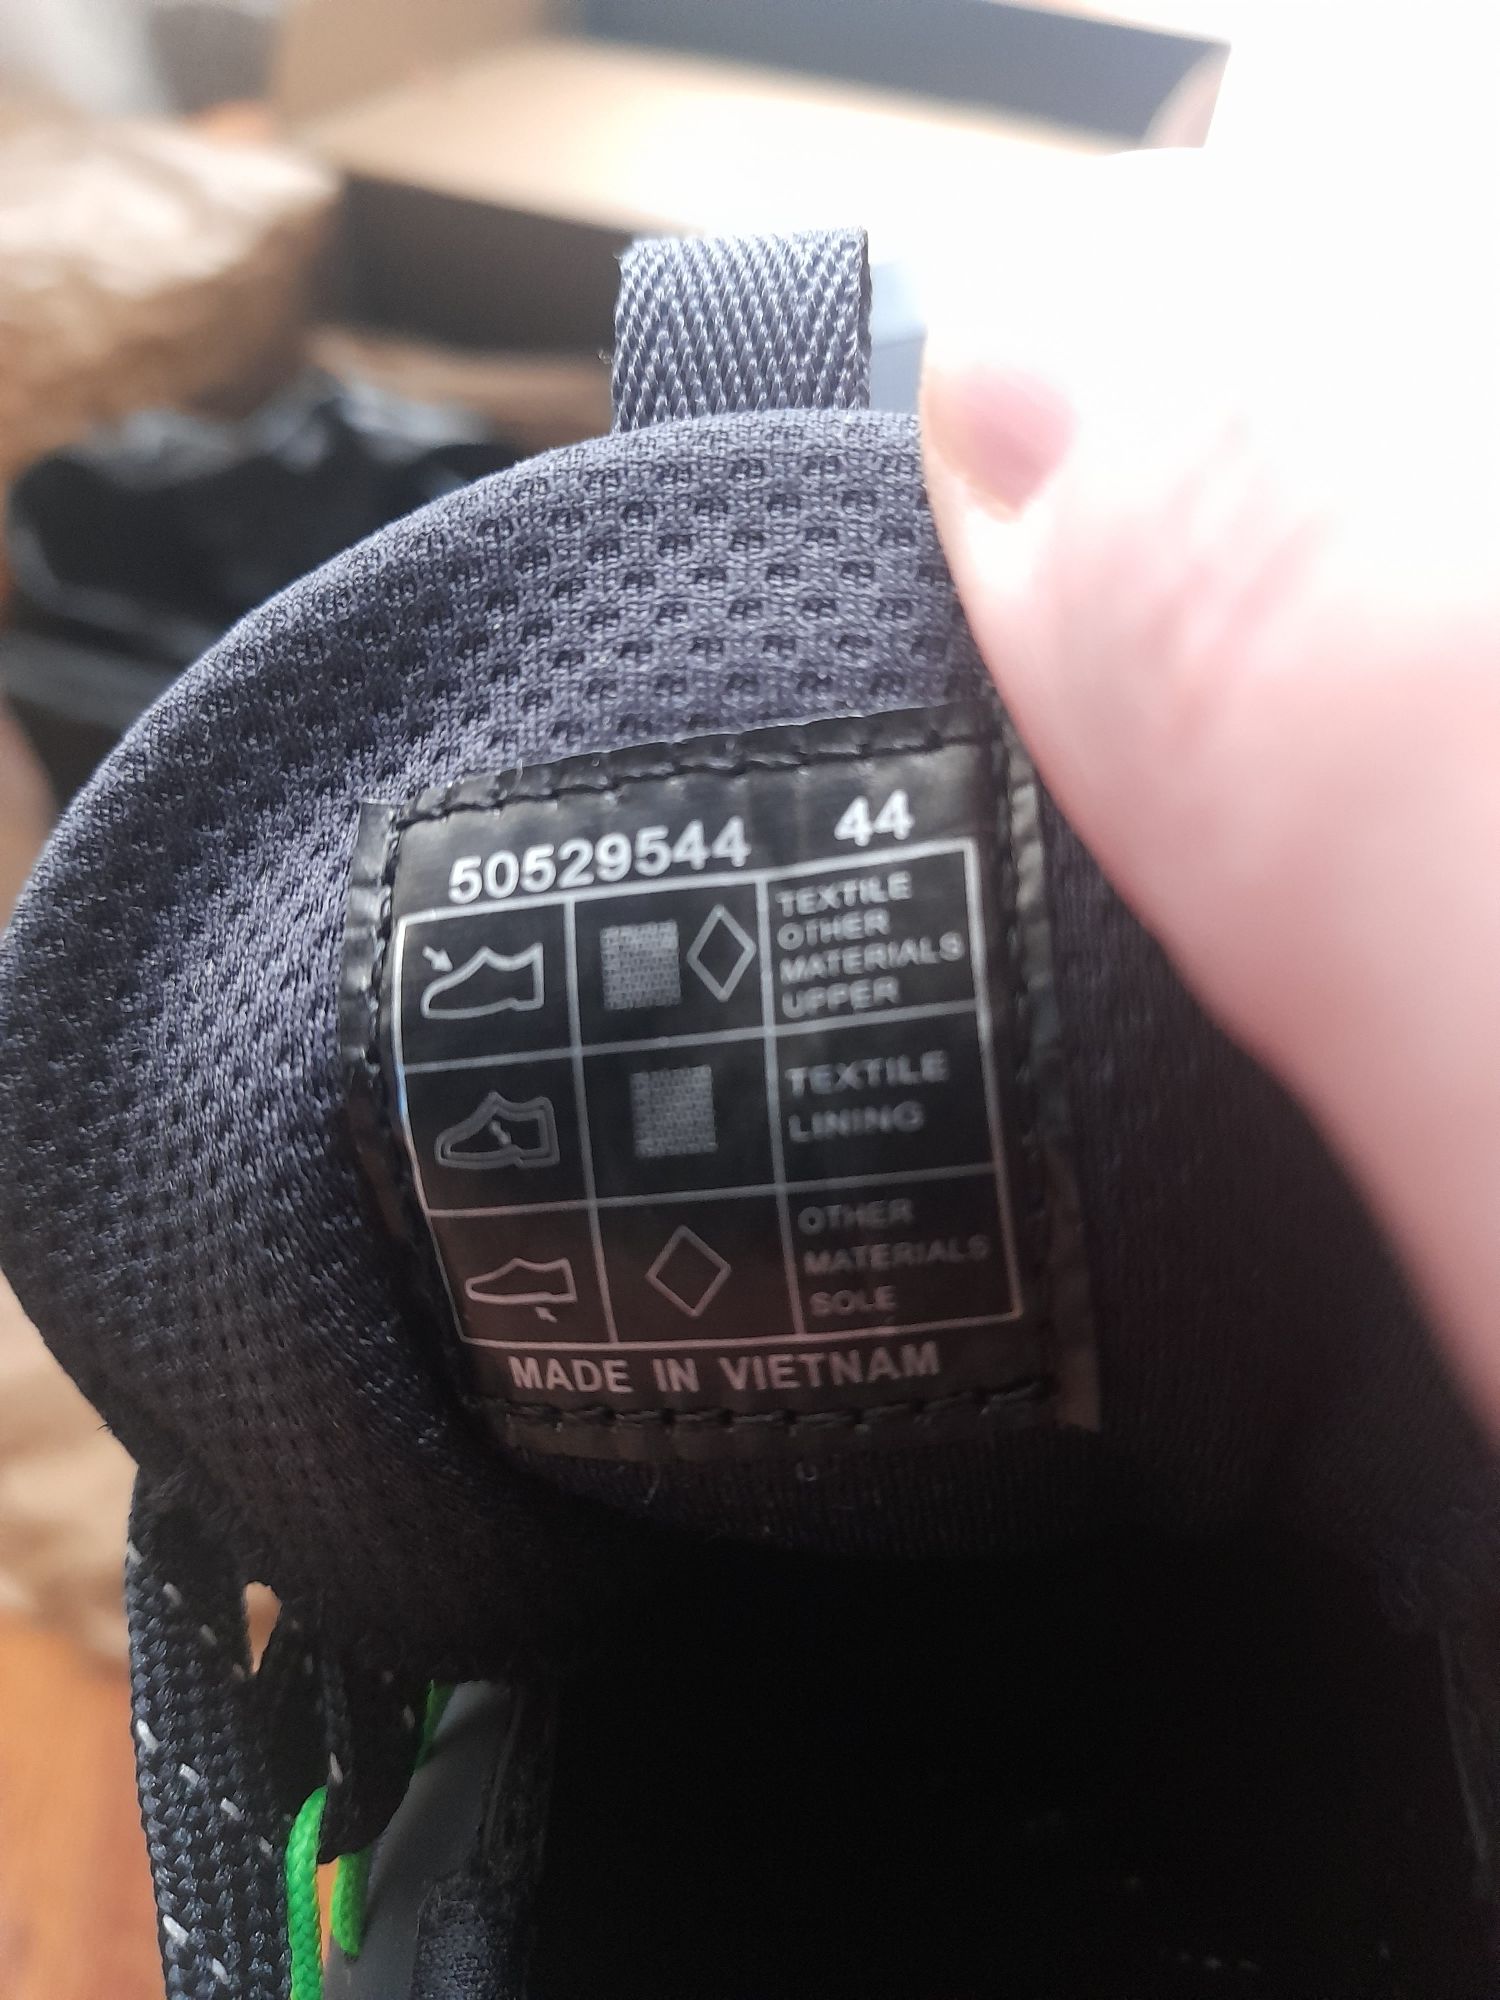 50529544 44
TEXTILE
OTHER
MATERIALS
UPPER
TEXTILE
LINING
OTHER
MATERIALS
SOLE
MADE IN VIETNAM